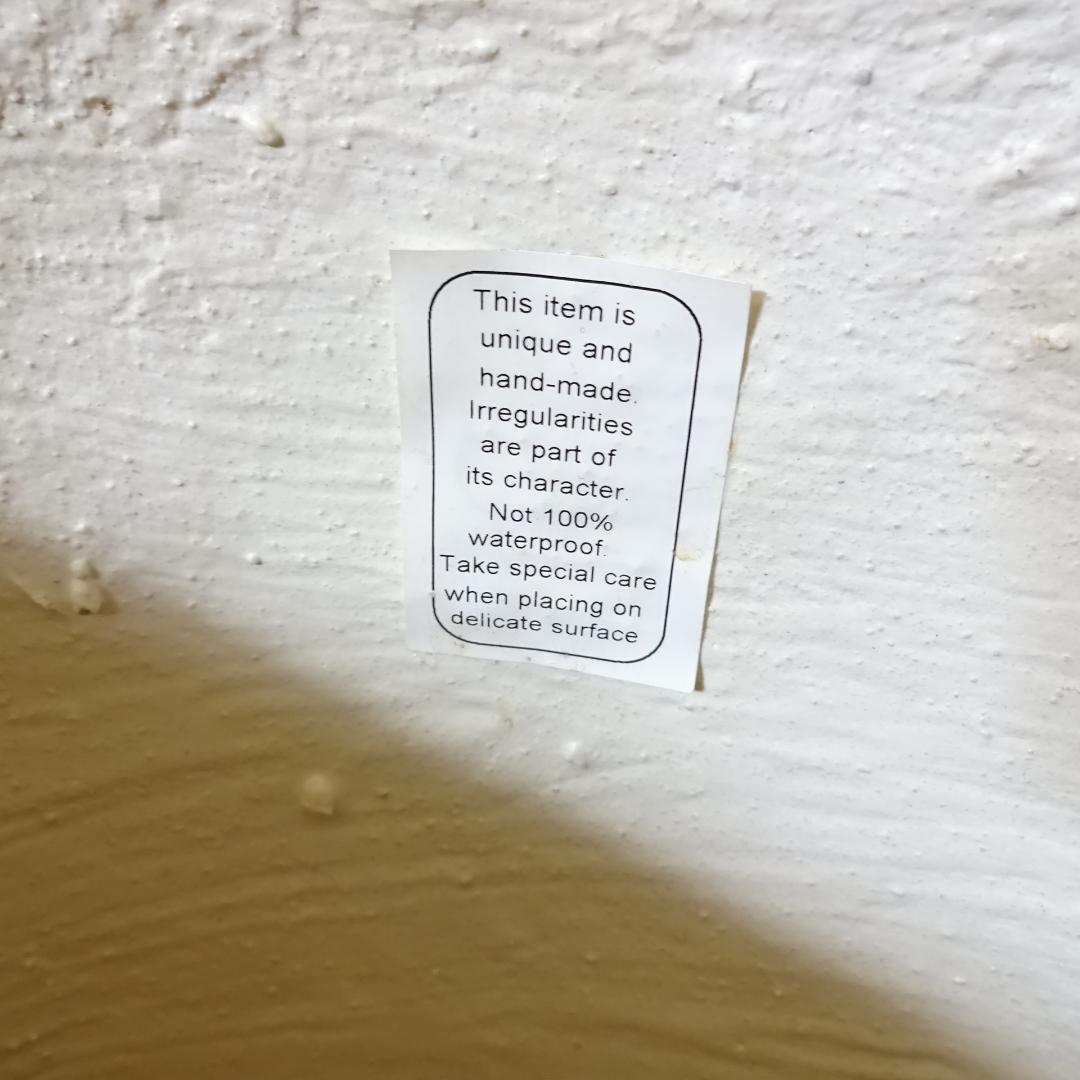 This item is
unique and
hand-made.
Irregularities
are part of
its character.
Not 100%
waterproof.
Take special care
when placing on
delicate surface